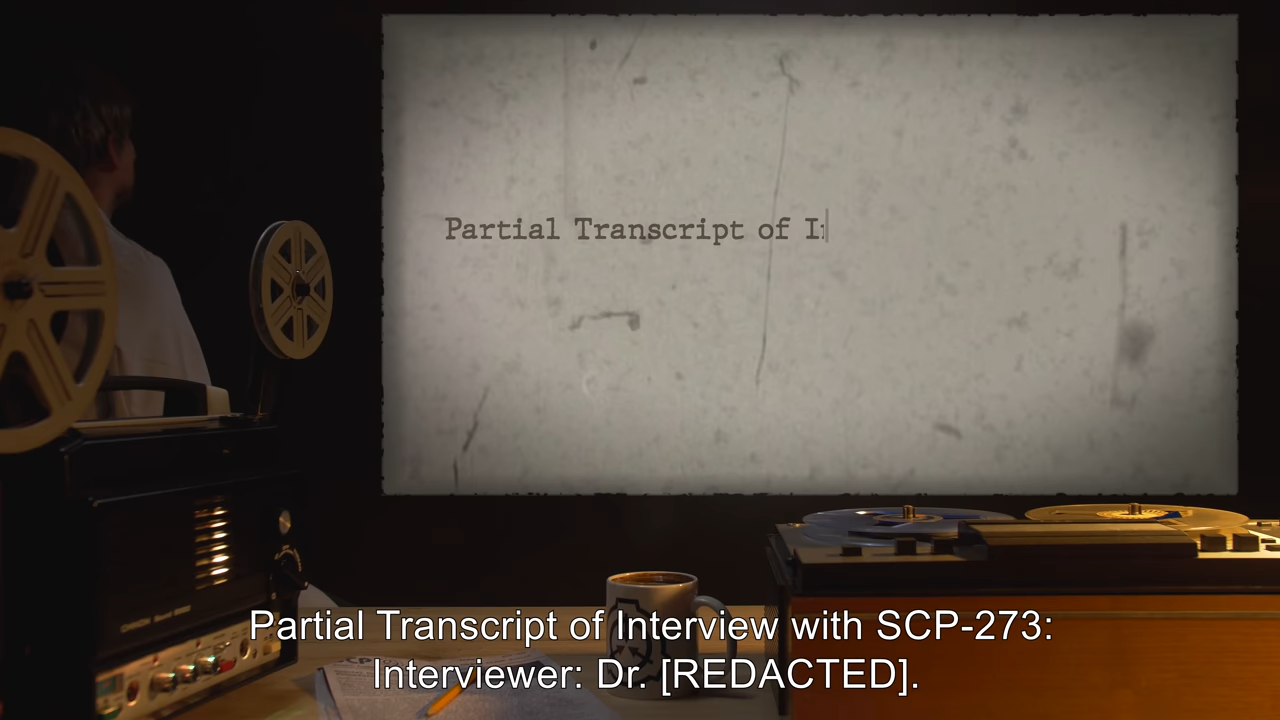 Partial Transcript of I
Partial Transcript of Interview with SCP-273:
Interviewer: Dr. [REDACTED].